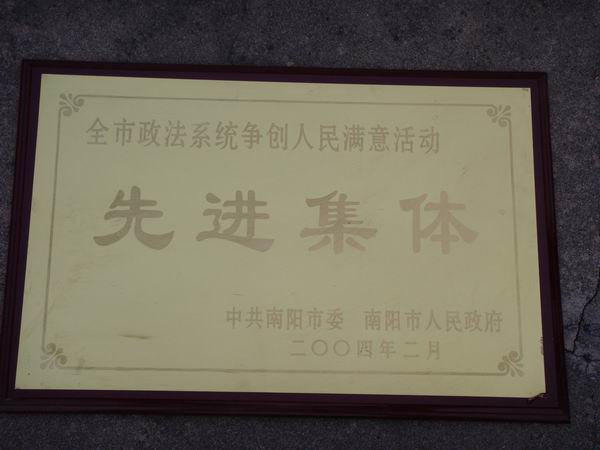 全市政法系统争创人民满意活动
先进集体
中共南阳市委 南阳市人民政府
二〇〇四年二月